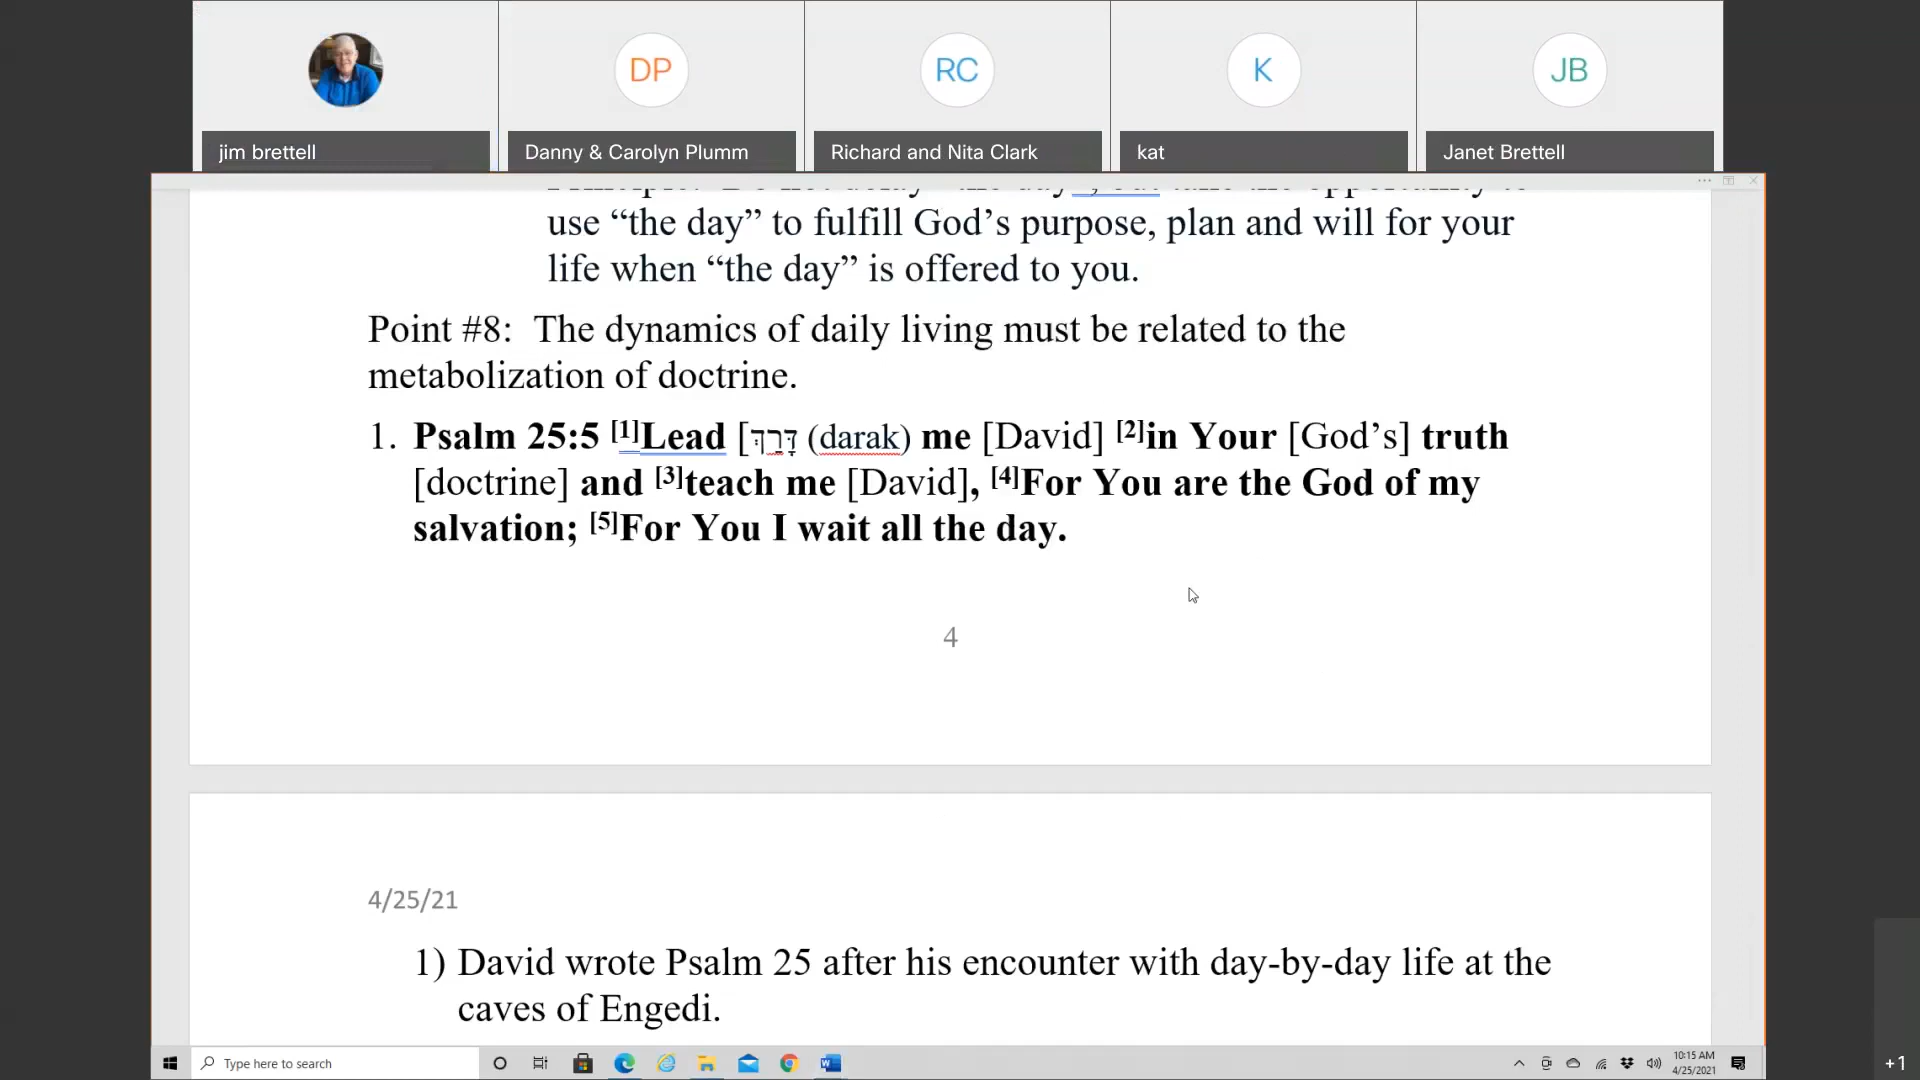 DP
RC
K
JB
jim brettell
Danny & Carolyn Plumm
Richard and Nita Clark
kat
Janet Brettell
use “the day” to fulfill God’s purpose, plan and will for your
life when “the day” is offered to you.
Point #8:  The dynamics of daily living must be related to the
metabolization of doctrine.
1. Psalm 25:5 [1]Lead [דָּרַךְ (darak) me [David] [2]in Your [God’s] truth
[doctrine] and [3]teach me [David], [4]For You are the God of my
salvation; [5]For You I wait all the day.
4
4/25/21
1) David wrote Psalm 25 after his encounter with day-by-day life at the
caves of Engedi.
Type here to search
10:15 AM
4/25/2021
+1